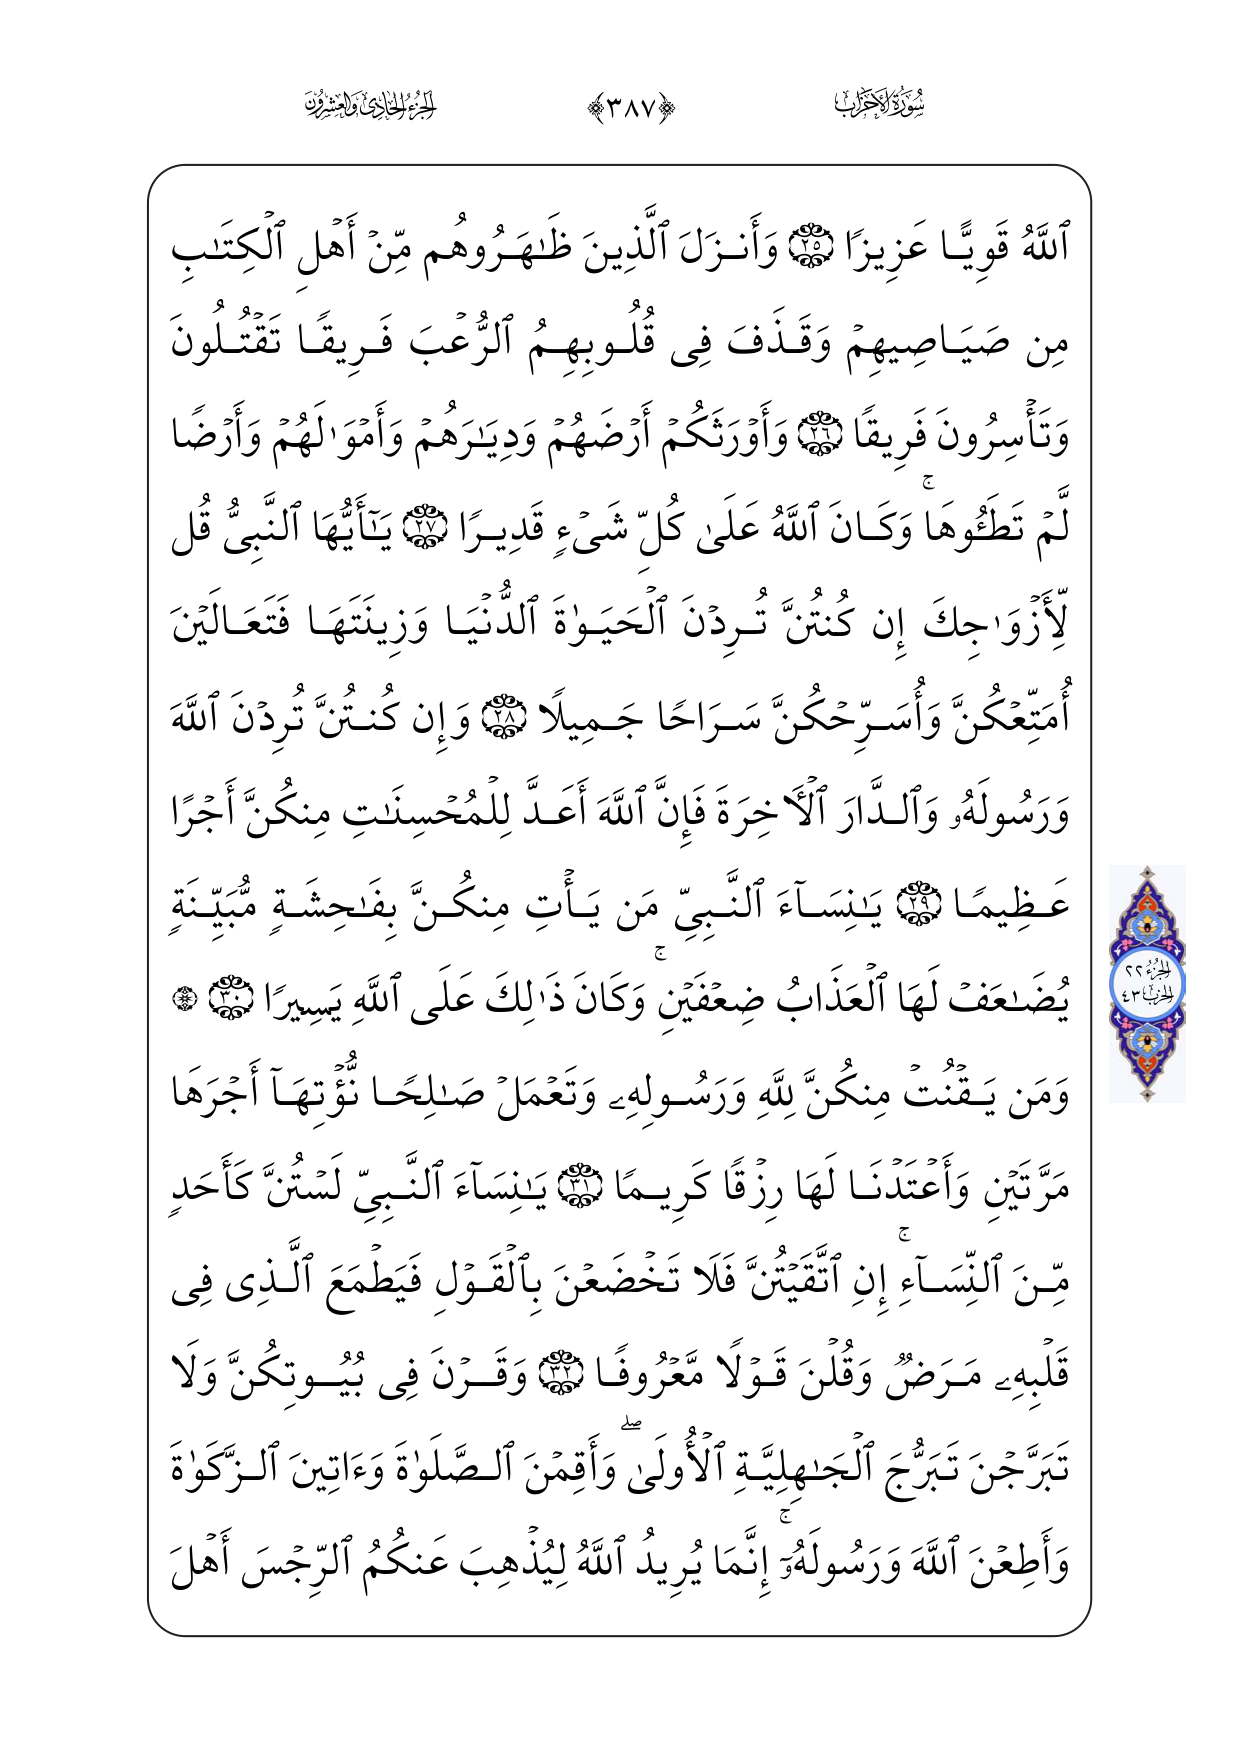 سُورَةُ الأَحۡزَابِ ﴿٣٨٧﴾ الجُزۡءُ الحَادِي وَالعِشۡرُونَ
ٱللَّهُ قَوِيًّا عَزِيزٗا ٢٥ وَأَنزَلَ ٱلَّذِينَ ظَٰهَرُوهُم مِّنۡ أَهۡلِ ٱلۡكِتَٰبِ
مِن صَيَاصِيهِمۡ وَقَذَفَ فِي قُلُوبِهِمُ ٱلرُّعۡبَ فَرِيقٗا تَقۡتُلُونَ
وَتَأۡسِرُونَ فَرِيقٗا ٢٦ وَأَوۡرَثَكُمۡ أَرۡضَهُمۡ وَدِيَٰرَهُمۡ وَأَمۡوَٰلَهُمۡ وَأَرۡضٗا
لَّمۡ تَطَـُٔوهَاۚ وَكَانَ ٱللَّهُ عَلَىٰ كُلِّ شَيۡءٖ قَدِيرٗا ٢٧ يَٰٓأَيُّهَا ٱلنَّبِيُّ قُل
لِّأَزۡوَٰجِكَ إِن كُنتُنَّ تُرِدۡنَ ٱلۡحَيَوٰةَ ٱلدُّنۡيَا وَزِينَتَهَا فَتَعَالَيۡنَ
أُمَتِّعۡكُنَّ وَأُسَرِّحۡكُنَّ سَرَاحٗا جَمِيلٗا ٢٨ وَإِن كُنتُنَّ تُرِدۡنَ ٱللَّهَ
وَرَسُولَهُۥ وَٱلدَّارَ ٱلۡأٓخِرَةَ فَإِنَّ ٱللَّهَ أَعَدَّ لِلۡمُحۡسِنَٰتِ مِنكُنَّ أَجۡرًا
عَظِيمٗا ٢٩ يَٰنِسَآءَ ٱلنَّبِيِّ مَن يَأۡتِ مِنكُنَّ بِفَٰحِشَةٖ مُّبَيِّنَةٖ
يُضَٰعَفۡ لَهَا ٱلۡعَذَابُ ضِعۡفَيۡنِۚ وَكَانَ ذَٰلِكَ عَلَى ٱللَّهِ يَسِيرٗا ٣٠ ۞
الجزء ٢٢
الحزب ٤٣
وَمَن يَقۡنُتۡ مِنكُنَّ لِلَّهِ وَرَسُولِهِۦ وَتَعۡمَلۡ صَٰلِحٗا نُّؤۡتِهَآ أَجۡرَهَا
مَرَّتَيۡنِ وَأَعۡتَدۡنَا لَهَا رِزۡقٗا كَرِيمٗا ٣١ يَٰنِسَآءَ ٱلنَّبِيِّ لَسۡتُنَّ كَأَحَدٖ
مِّنَ ٱلنِّسَآءِۚ إِنِ ٱتَّقَيۡتُنَّ فَلَا تَخۡضَعۡنَ بِٱلۡقَوۡلِ فَيَطۡمَعَ ٱلَّذِي فِي
قَلۡبِهِۦ مَرَضٞ وَقُلۡنَ قَوۡلٗا مَّعۡرُوفٗا ٣٢ وَقَرۡنَ فِي بُيُوتِكُنَّ وَلَا
تَبَرَّجۡنَ تَبَرُّجَ ٱلۡجَٰهِلِيَّةِ ٱلۡأُولَىٰۖ وَأَقِمۡنَ ٱلصَّلَوٰةَ وَءَاتِينَ ٱلزَّكَوٰةَ
وَأَطِعۡنَ ٱللَّهَ وَرَسُولَهُۥٓۚ إِنَّمَا يُرِيدُ ٱللَّهُ لِيُذۡهِبَ عَنكُمُ ٱلرِّجۡسَ أَهۡلَ